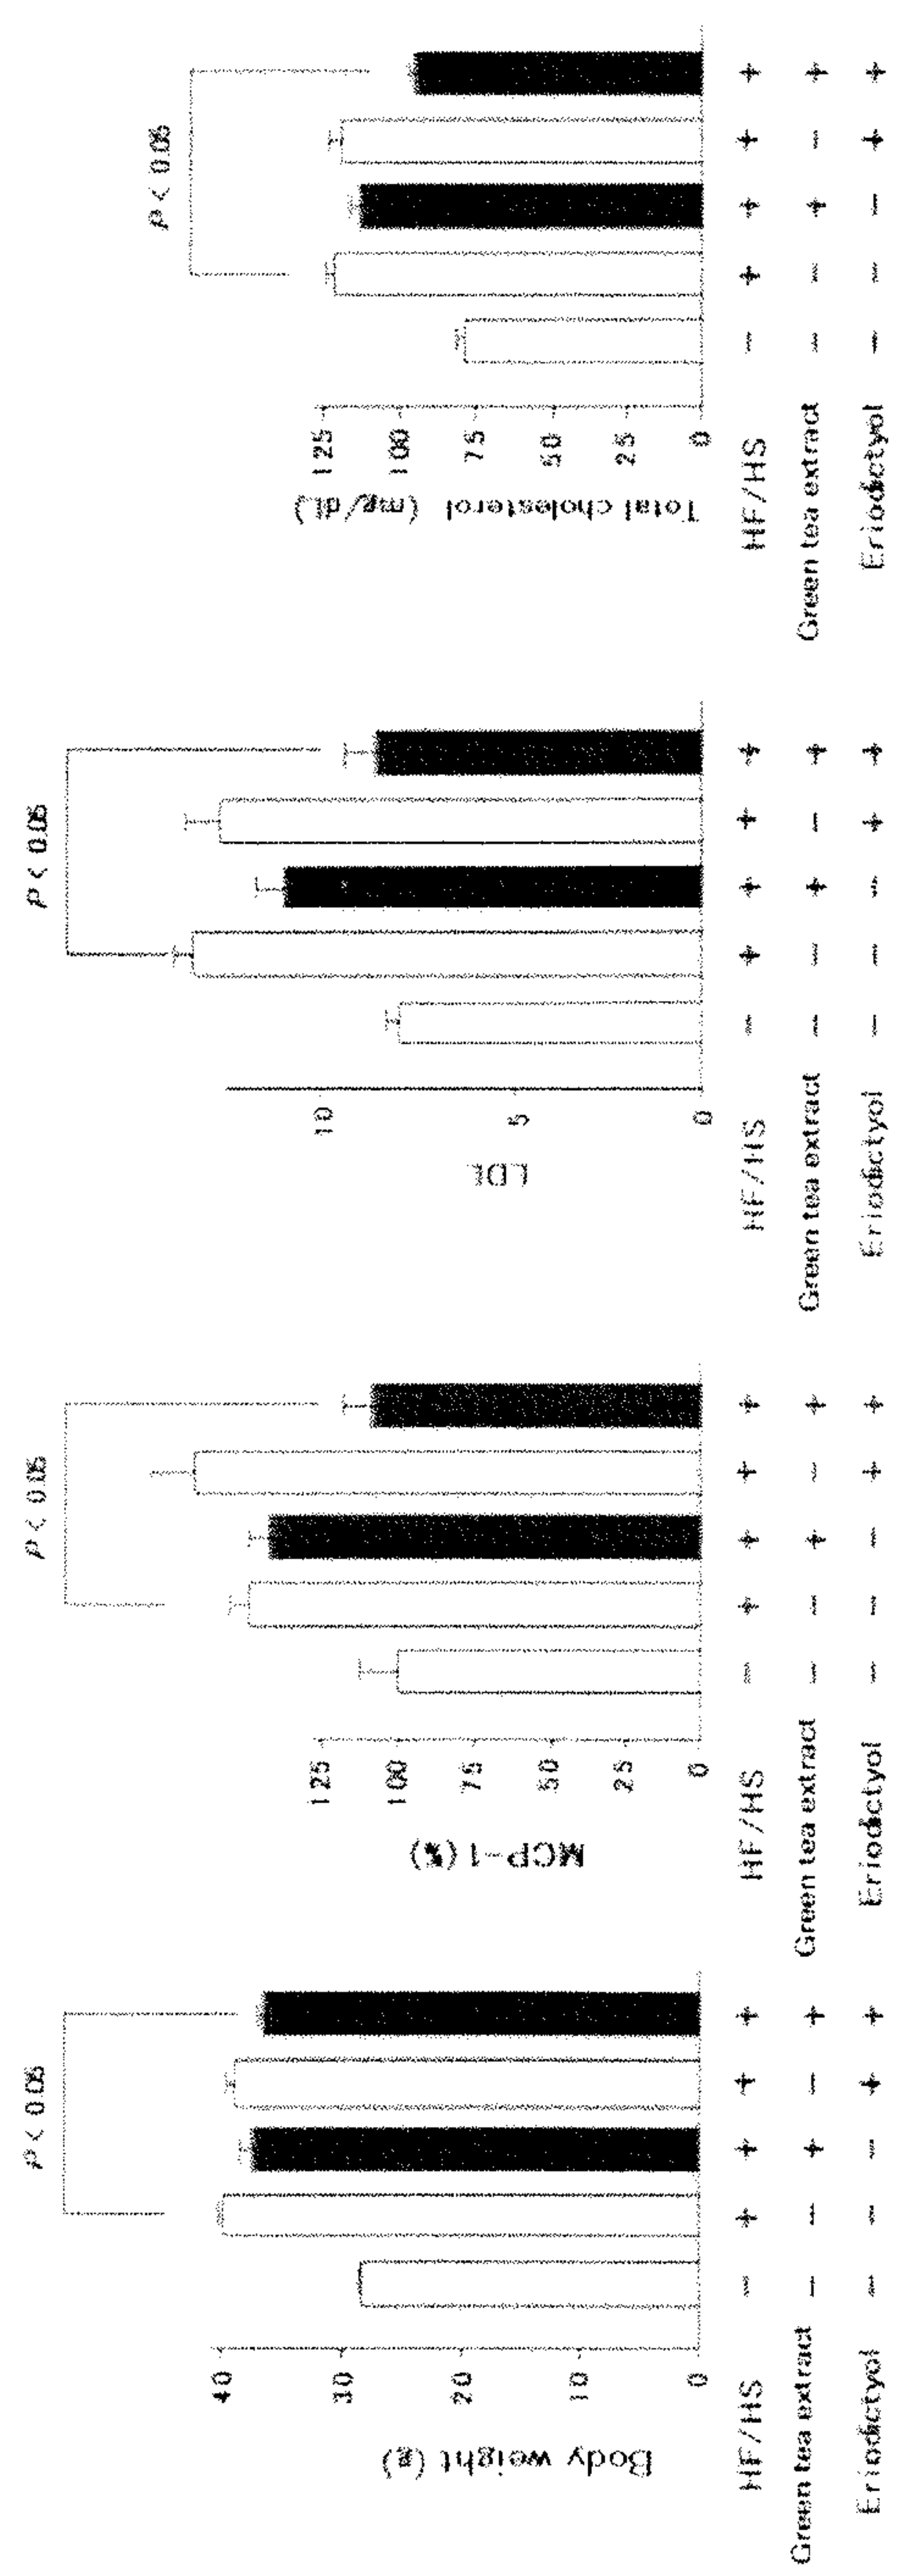 P < 0.05
Body weight (g)
40
30
20
10
0
HF/HS − + + + +
Green tea extract − − + − +
Eriodictyol − − − + +
P < 0.05
MCP-1 (%)
125
100
75
50
25
0
HF/HS − + + + +
Green tea extract − − + − +
Eriodictyol − − − + +
P < 0.05
LDL
10
5
0
HF/HS − + + + +
Green tea extract − − + − +
Eriodictyol − − − + +
P < 0.05
Total cholesterol (mg/dL)
125
100
75
50
25
0
HF/HS − + + + +
Green tea extract − − + − +
Eriodictyol − − − + +